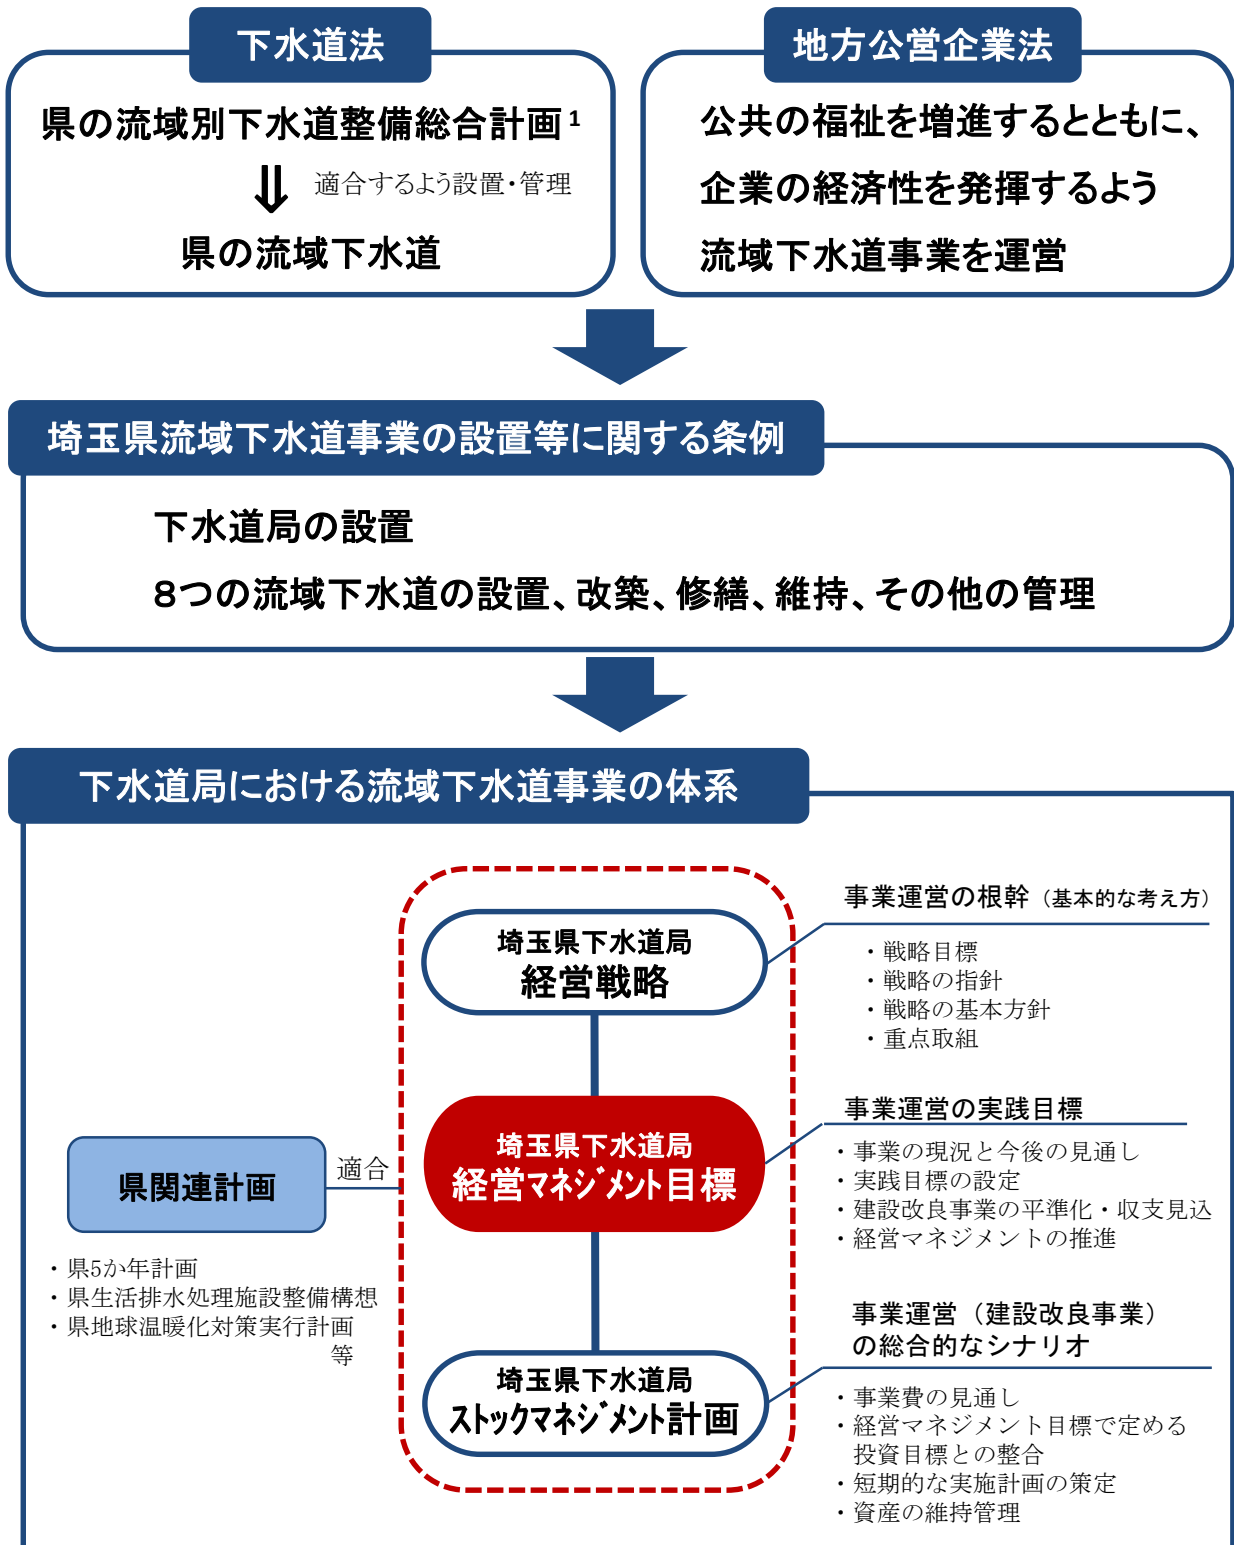 下水道法
県の流域別下水道整備総合計画1
⇓ 適合するよう設置・管理
県の流域下水道
地方公営企業法
公共の福祉を増進するとともに、
企業の経済性を発揮するよう
流域下水道事業を運営
埼玉県流域下水道事業の設置等に関する条例
下水道局の設置
8つの流域下水道の設置、改築、修繕、維持、その他の管理
下水道局における流域下水道事業の体系
埼玉県下水道局
経営戦略
事業運営の根幹（基本的な考え方）
・戦略目標
・戦略の指針
・戦略の基本方針
・重点取組
埼玉県下水道局
経営マネジメント目標
事業運営の実践目標
・事業の現況と今後の見通し
・実践目標の設定
・建設改良事業の平準化・収支見込
・経営マネジメントの推進
県関連計画
適合
・県5か年計画
・県生活排水処理施設整備構想
・県地球温暖化対策実行計画
等
埼玉県下水道局
ストックマネジメント計画
事業運営（建設改良事業）
の総合的なシナリオ
・事業費の見通し
・経営マネジメント目標で定める
投資目標との整合
・短期的な実施計画の策定
・資産の維持管理